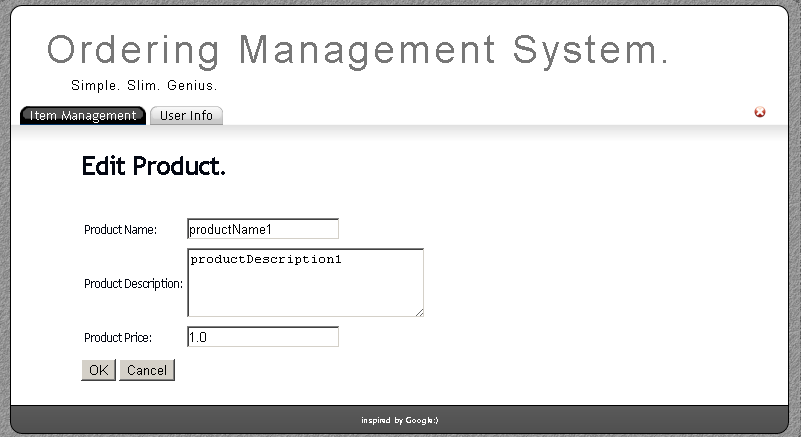 Ordering Management System.
Simple. Slim. Genius.
Item Management User Info
Edit Product.
Product Name: productName1
Product Description: productDescription1
Product Price: 1.0
OK Cancel
inspired by Google:)